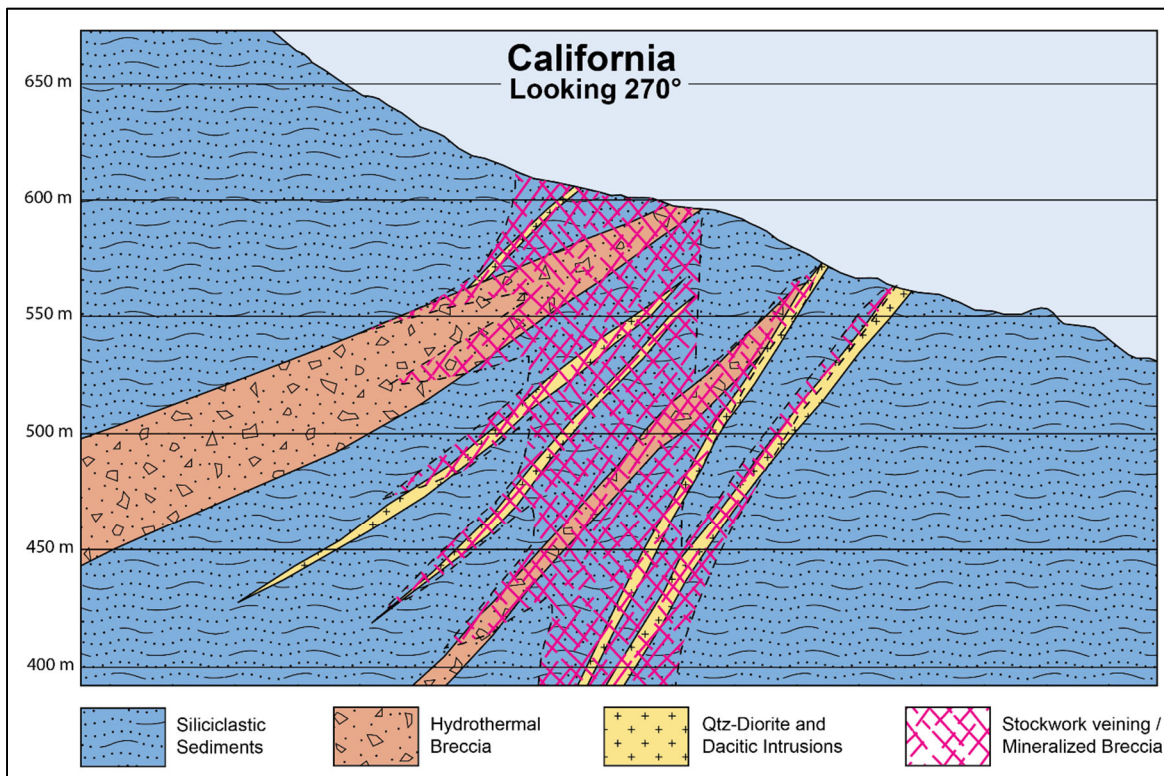 California
Looking 270°
650 m
600 m
550 m
500 m
450 m
400 m
Siliciclastic
Sediments
Hydrothermal
Breccia
Qtz-Diorite and
Dacitic Intrusions
Stockwork veining /
Mineralized Breccia